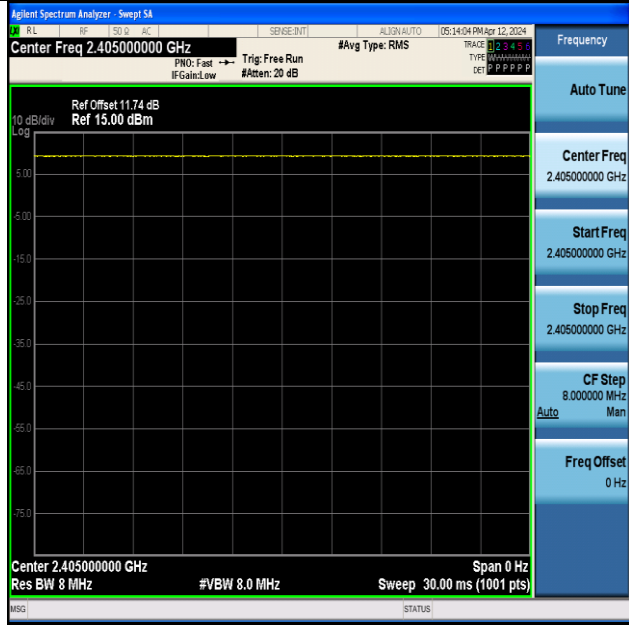 Agilent Spectrum Analyzer - Swept SA
RL RF 50 Ω AC SENSE:INT ALIGN AUTO 05:14:04 PM Apr 12, 2024
Center Freq 2.405000000 GHz
PNO: Fast
IFGain:Low
Trig: Free Run
#Atten: 20 dB
#Avg Type: RMS
TRACE 1 2 3 4 5 6
TYPE
DET P P P P P P
Ref Offset 11.74 dB
10 dB/div Ref 15.00 dBm
Log
5.00
-5.00
-15.0
-25.0
-35.0
-45.0
-55.0
-65.0
-75.0
Center 2.405000000 GHz Span 0 Hz
Res BW 8 MHz #VBW 8.0 MHz Sweep 30.00 ms (1001 pts)
MSG STATUS
Frequency
Auto Tune
Center Freq
2.405000000 GHz
Start Freq
2.405000000 GHz
Stop Freq
2.405000000 GHz
CF Step
8.000000 MHz
Auto Man
Freq Offset
0 Hz